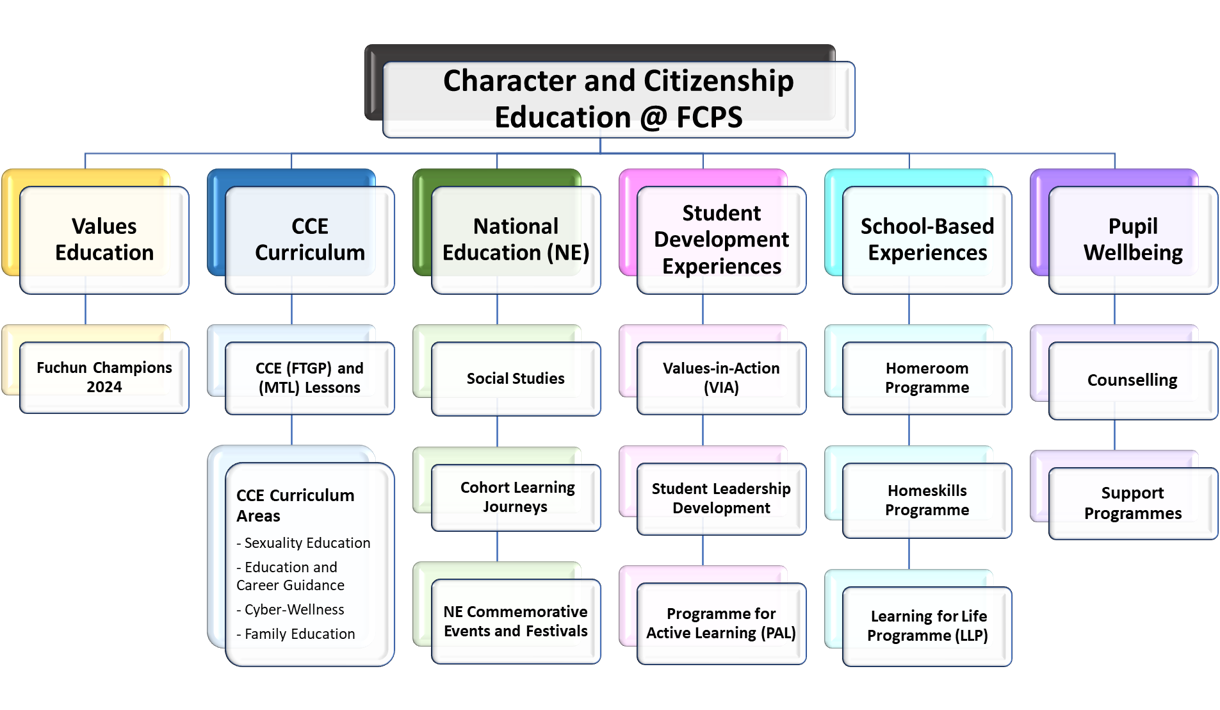 Character and Citizenship
Education @ FCPS
Values
Education
Fuchun Champions
2024
CCE
Curriculum
CCE (FTGP) and
(MTL) Lessons
CCE Curriculum
Areas
- Sexuality Education
- Education and
Career Guidance
- Cyber-Wellness
- Family Education
National
Education (NE)
Social Studies
Cohort Learning
Journeys
NE Commemorative
Events and Festivals
Student
Development
Experiences
Values-in-Action
(VIA)
Student Leadership
Development
Programme for
Active Learning (PAL)
School-Based
Experiences
Homeroom
Programme
Homeskills
Programme
Learning for Life
Programme (LLP)
Pupil
Wellbeing
Counselling
Support
Programmes